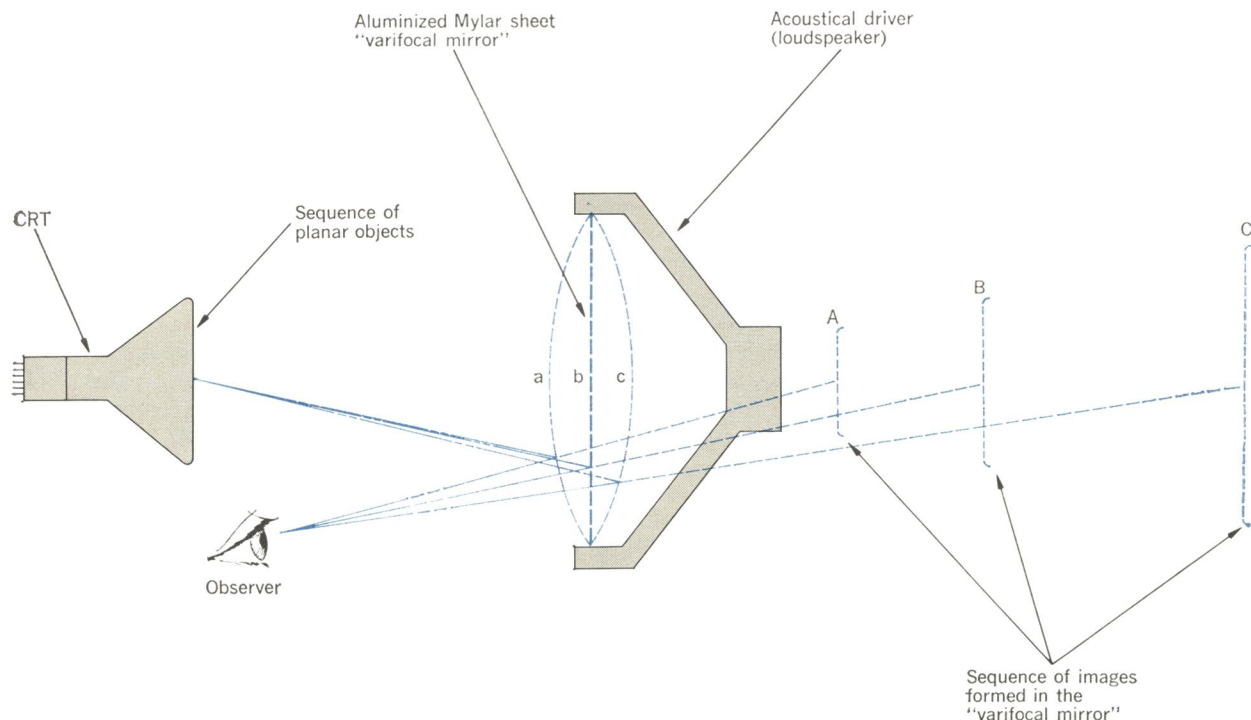 Aluminized Mylar sheet
‘‘varifocal mirror’’
Acoustical driver
(loudspeaker)
CRT
Sequence of
planar objects
a
b
c
A
B
C
Observer
Sequence of images
formed in the
‘‘varifocal mirror’’